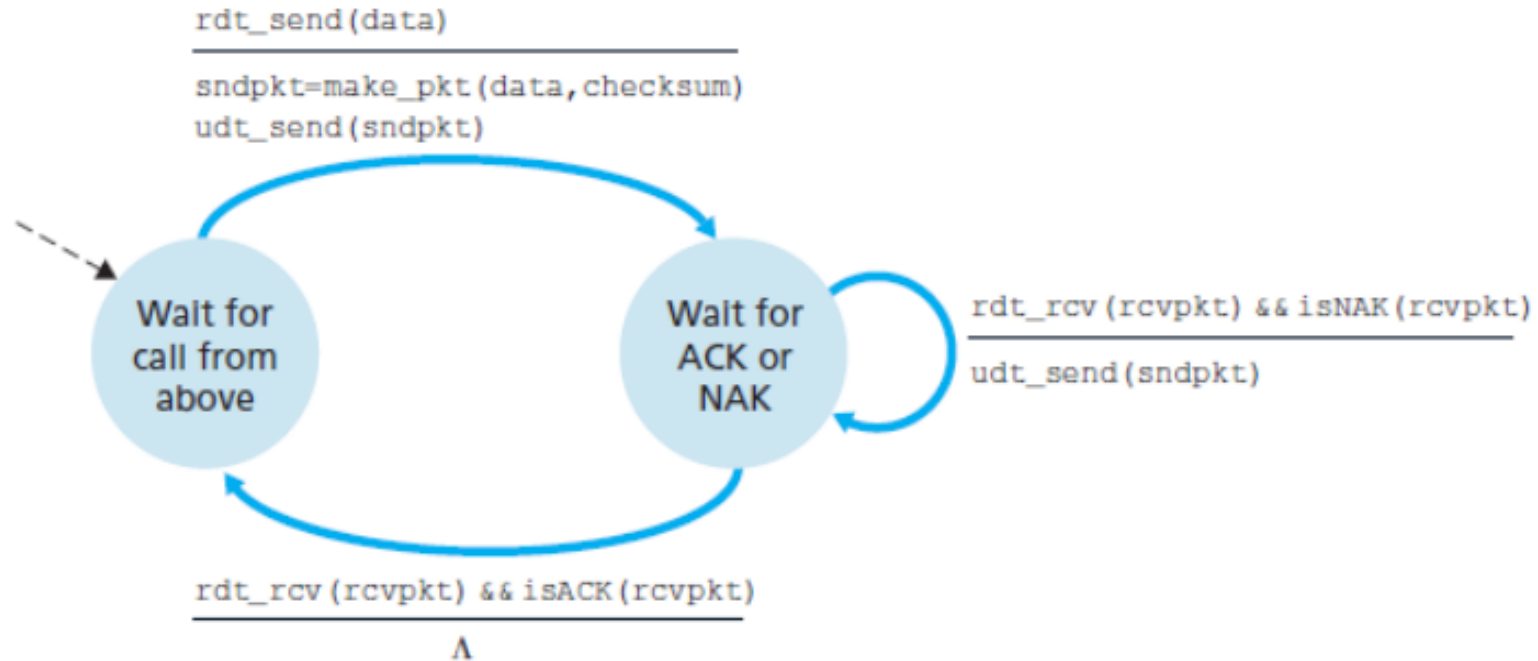 rdt_send(data)
sndpkt=make_pkt(data,checksum)
udt_send(sndpkt)
Wait for
call from
above
Wait for
ACK or
NAK
rdt_rcv(rcvpkt) && isNAK(rcvpkt)
udt_send(sndpkt)
rdt_rcv(rcvpkt) && isACK(rcvpkt)
Λ